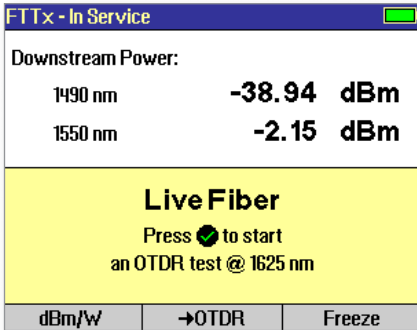 FTTx - In Service
Downstream Power:
1490 nm -38.94 dBm
1550 nm -2.15 dBm
Live Fiber
Press to start
an OTDR test @ 1625 nm
dBm/W →OTDR Freeze